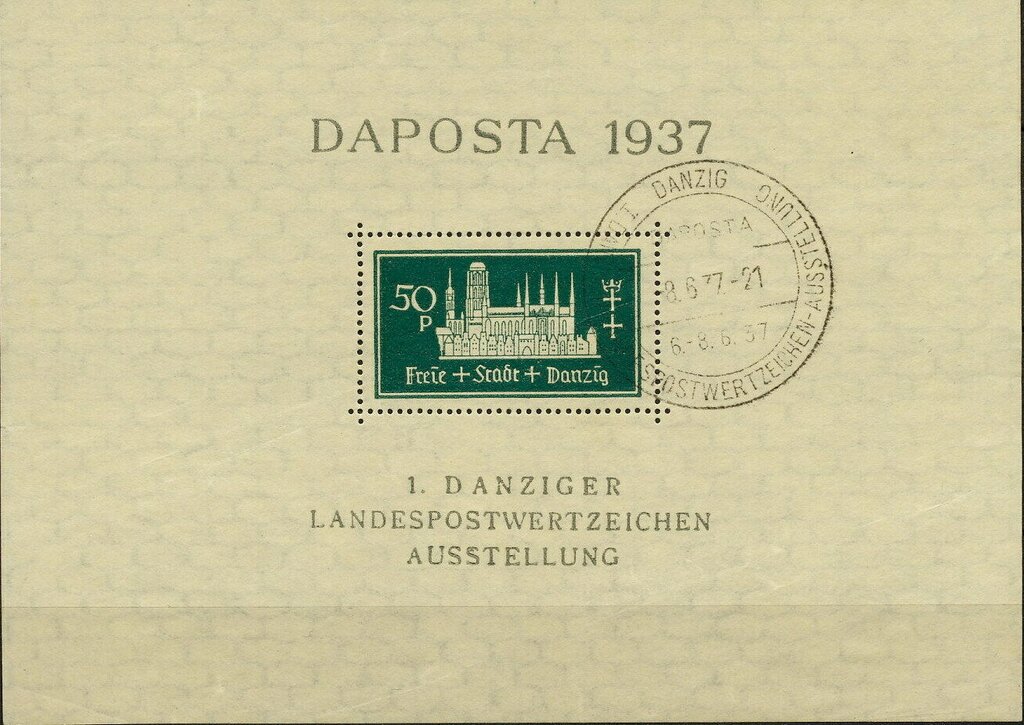 DAPOSTA 1937
DANZIG
AUSSTELLUNG
8.6.37.-21
6.-8.6.37
POSTWERTZEICHEN-AUSSTELLUNG
50
P
Freie + Stadt + Danzig
1. DANZIGER
LANDESPOSTWERTZEICHEN
AUSSTELLUNG